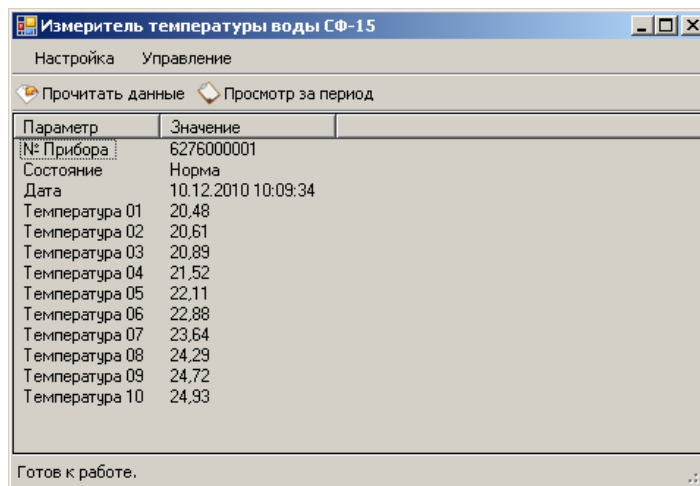 Измеритель температуры воды СФ-15
Настройка Управление
Прочитать данные Просмотр за период
Параметр Значение
№ Прибора 6276000001
Состояние Норма
Дата 10.12.2010 10:09:34
Температура 01 20,48
Температура 02 20,61
Температура 03 20,89
Температура 04 21,52
Температура 05 22,11
Температура 06 22,88
Температура 07 23,64
Температура 08 24,29
Температура 09 24,72
Температура 10 24,93
Готов к работе.